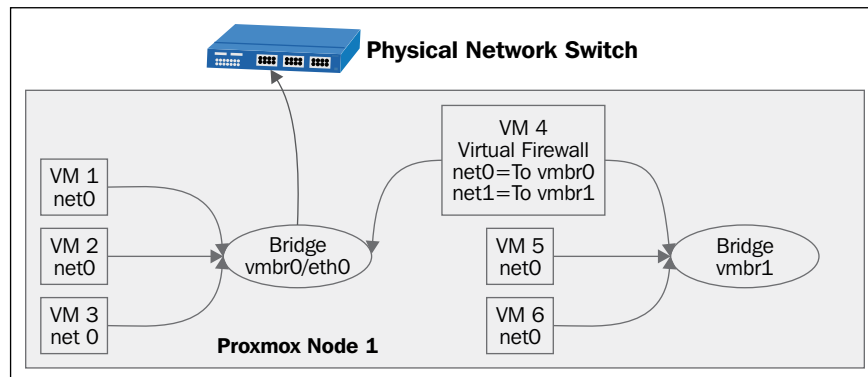 Physical Network Switch
VM 4
Virtual Firewall
net0=To vmbr0
net1=To vmbr1
VM 1
net0
VM 2
net0
VM 3
net 0
Bridge
vmbr0/eth0
VM 5
net0
VM 6
net0
Bridge
vmbr1
Proxmox Node 1